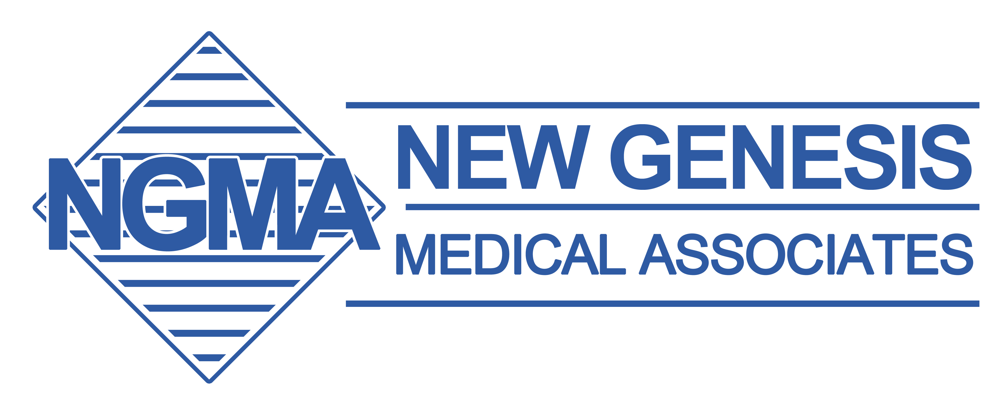 NGMA
NEW GENESIS
MEDICAL ASSOCIATES